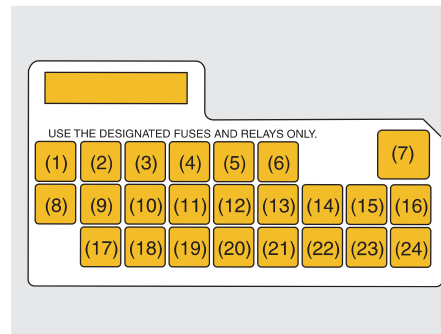 USE THE DESIGNATED FUSES AND RELAYS ONLY.
(1) (2) (3) (4) (5) (6) (7)
(8) (9) (10) (11) (12) (13) (14) (15) (16)
(17) (18) (19) (20) (21) (22) (23) (24)